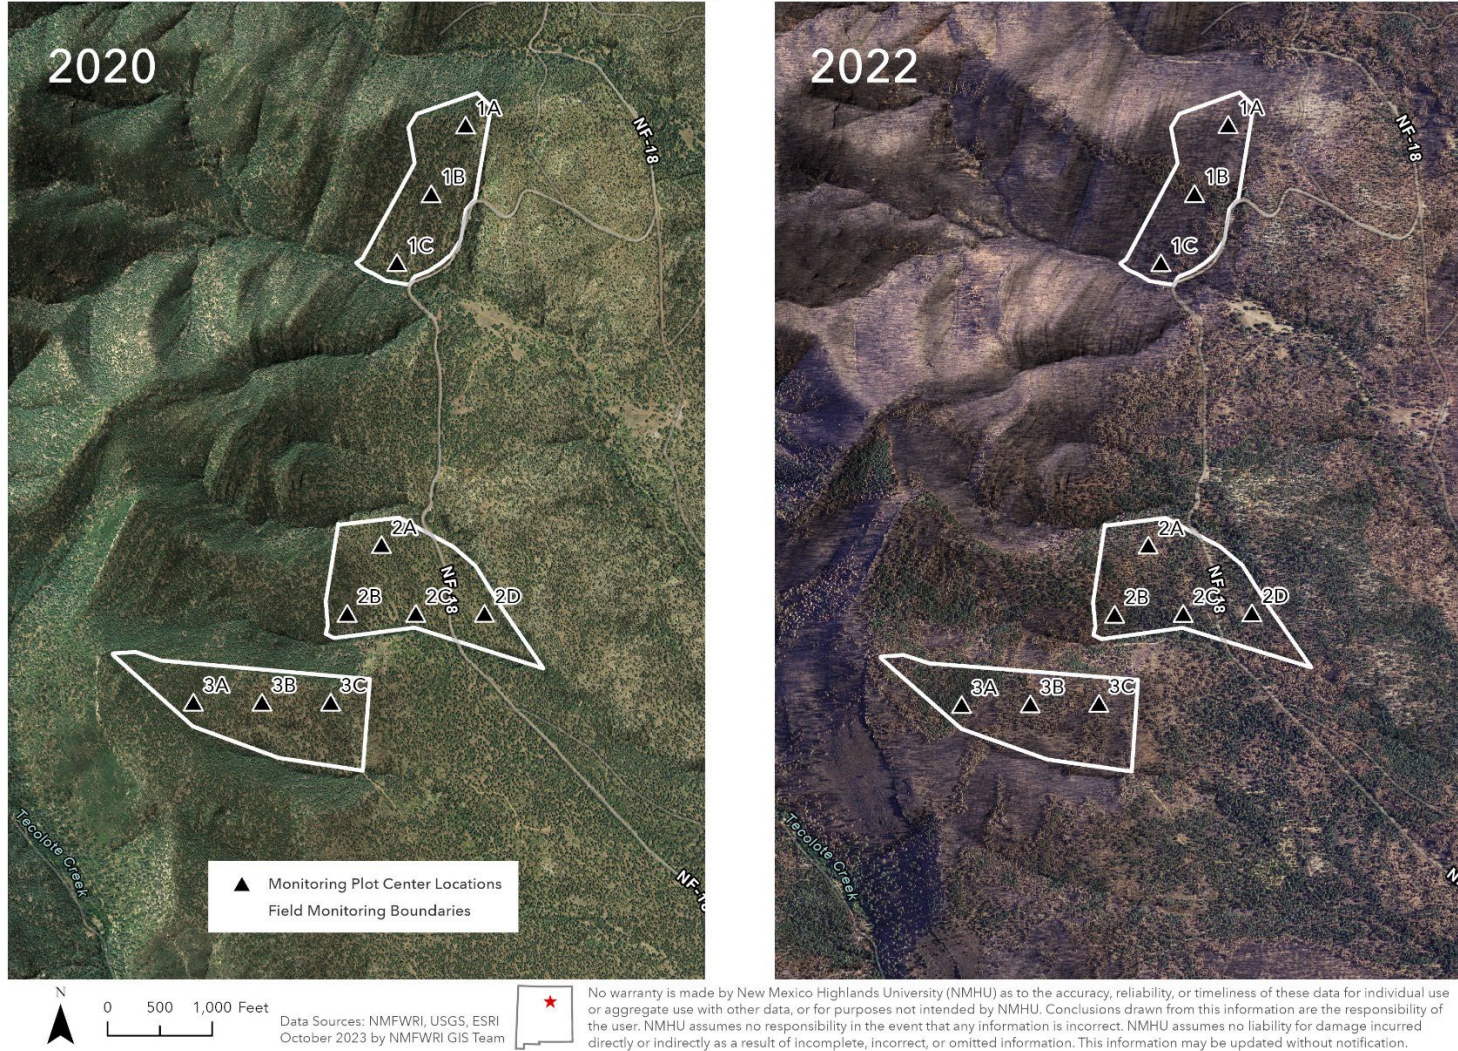 2020
1A
NF-18
1B
1C
2A
NF-18
2B
2C
2D
3A
3B
3C
Tecolote Creek
NF-18
Monitoring Plot Center Locations
Field Monitoring Boundaries
2022
1A
NF-18
1B
1C
2A
NF-18
2B
2C
2D
3A
3B
3C
Tecolote Creek
N
0 500 1,000 Feet
Data Sources: NMFWRI, USGS, ESRI
October 2023 by NMFWRI GIS Team
No warranty is made by New Mexico Highlands University (NMHU) as to the accuracy, reliability, or timeliness of these data for individual use
or aggregate use with other data, or for purposes not intended by NMHU. Conclusions drawn from this information are the responsibility of
the user. NMHU assumes no responsibility in the event that any information is incorrect. NMHU assumes no liability for damage incurred
directly or indirectly as a result of incomplete, incorrect, or omitted information. This information may be updated without notification.